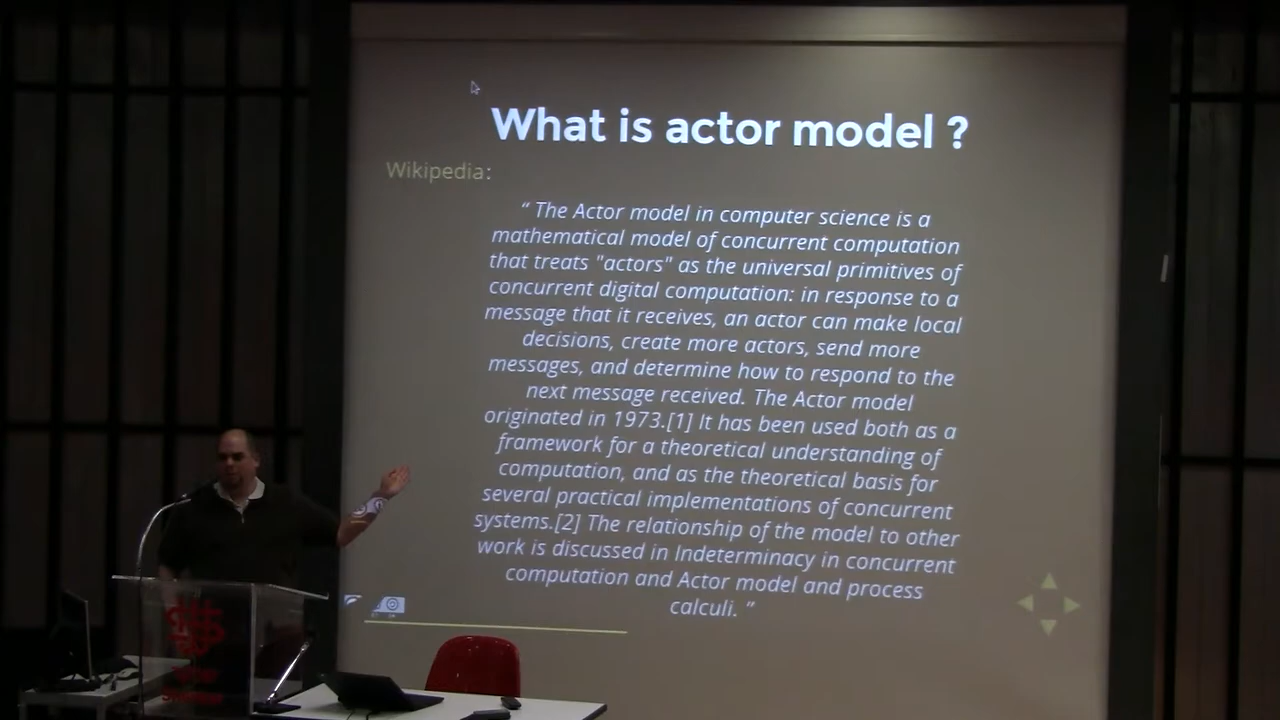 What is actor model ?
Wikipedia:
“ The Actor model in computer science is a
mathematical model of concurrent computation
that treats "actors" as the universal primitives of
concurrent digital computation: in response to a
message that it receives, an actor can make local
decisions, create more actors, send more
messages, and determine how to respond to the
next message received. The Actor model
originated in 1973.[1] It has been used both as a
framework for a theoretical understanding of
computation, and as the theoretical basis for
several practical implementations of concurrent
systems.[2] The relationship of the model to other
work is discussed in Indeterminacy in concurrent
computation and Actor model and process
calculi. ”